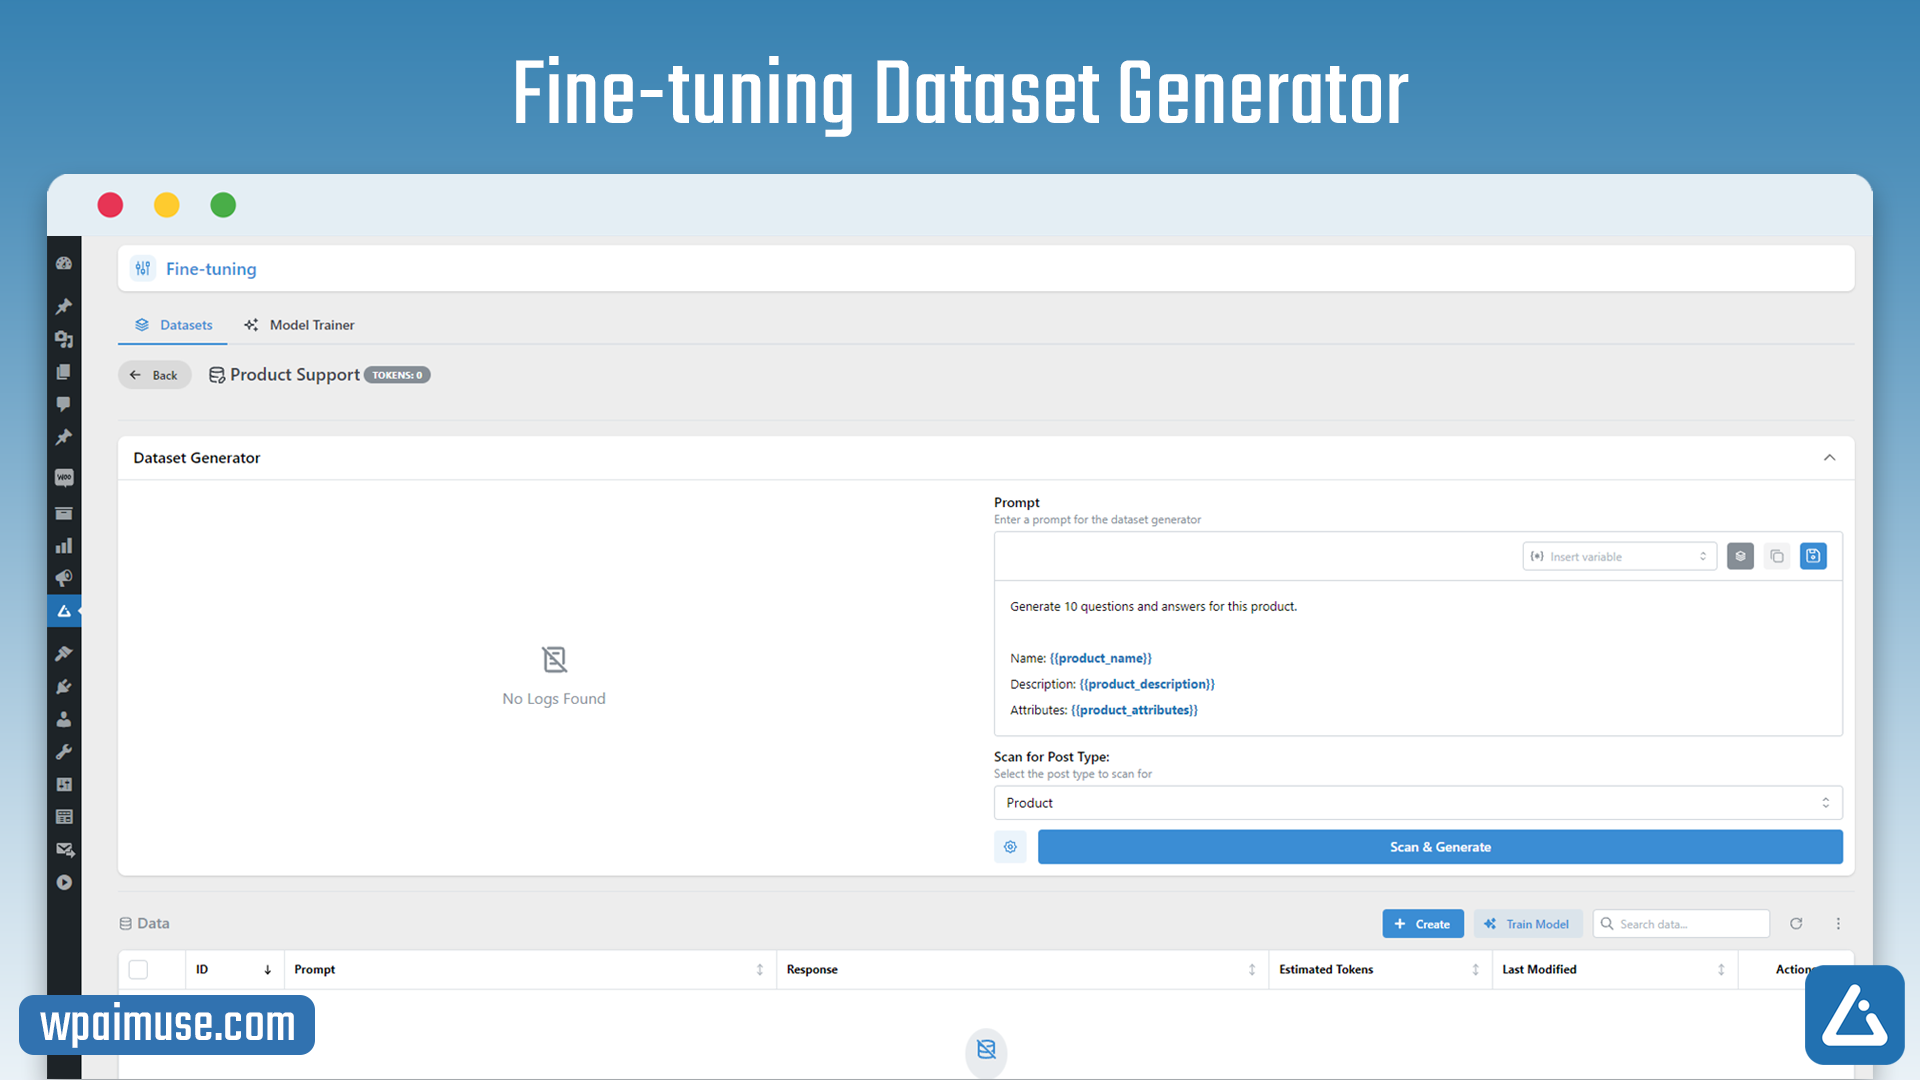 Fine-tuning Dataset Generator
Fine-tuning
Datasets
Model Trainer
Back
Product Support
TOKENS: 0
Dataset Generator
No Logs Found
Prompt
Enter a prompt for the dataset generator
Insert variable
Generate 10 questions and answers for this product.
Name: {{product_name}}
Description: {{product_description}}
Attributes: {{product_attributes}}
Scan for Post Type:
Select the post type to scan for
Product
Scan & Generate
Data
Create
Train Model
Search data...
ID
Prompt
Response
Estimated Tokens
Last Modified
Action
wpaimuse.com